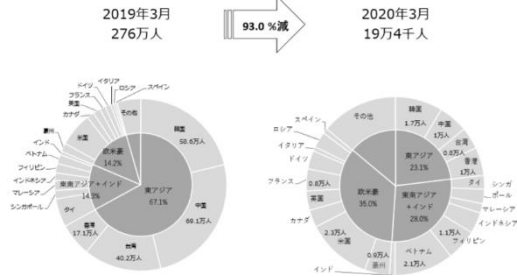 2019年3月
276万人
93.0 %減
2020年3月
19万4千人
ドイツ
イタリア
ロシア
スペイン
フランス
英国
カナダ
その他
米国
豪州
インド
ベトナム
フィリピン
インドネシア
マレーシア
シンガポール
タイ
香港
17.1万人
台湾
40.2万人
中国
69.1万人
韓国
58.6万人
欧米豪
14.2%
東南アジア+インド
東アジア
67.1%
その他
スペイン
ロシア
イタリア
ドイツ
フランス
0.8万人
英国
カナダ
2.3万人
米国
0.9万人
豪州
インド
ベトナム
2.1万人
1.1万人
フィリピン
インドネシア
マレーシア
シンガ
ポール
タイ
香港
1万人
台湾
中国
1万人
韓国
1.7万人
東アジア
23.1%
東南アジア
+インド
28.0%
欧米豪
35.0%